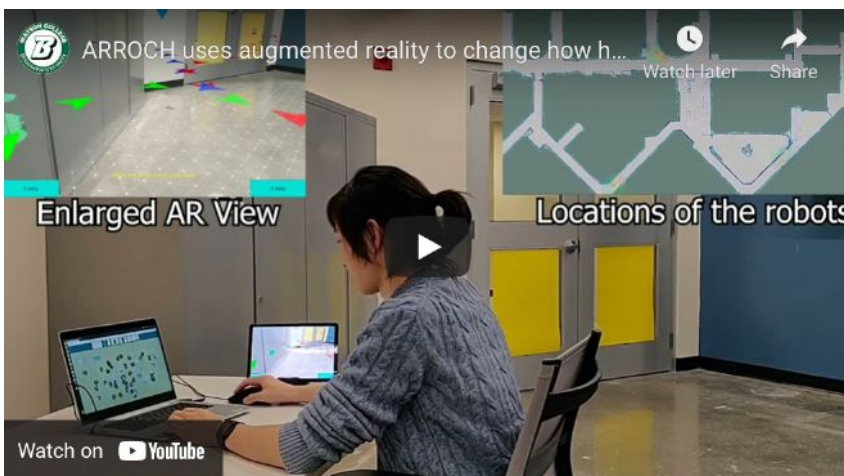 ARROCH uses augmented reality to change how h...
Watch later
Share
Enlarged AR View
Locations of the robots
Watch on YouTube